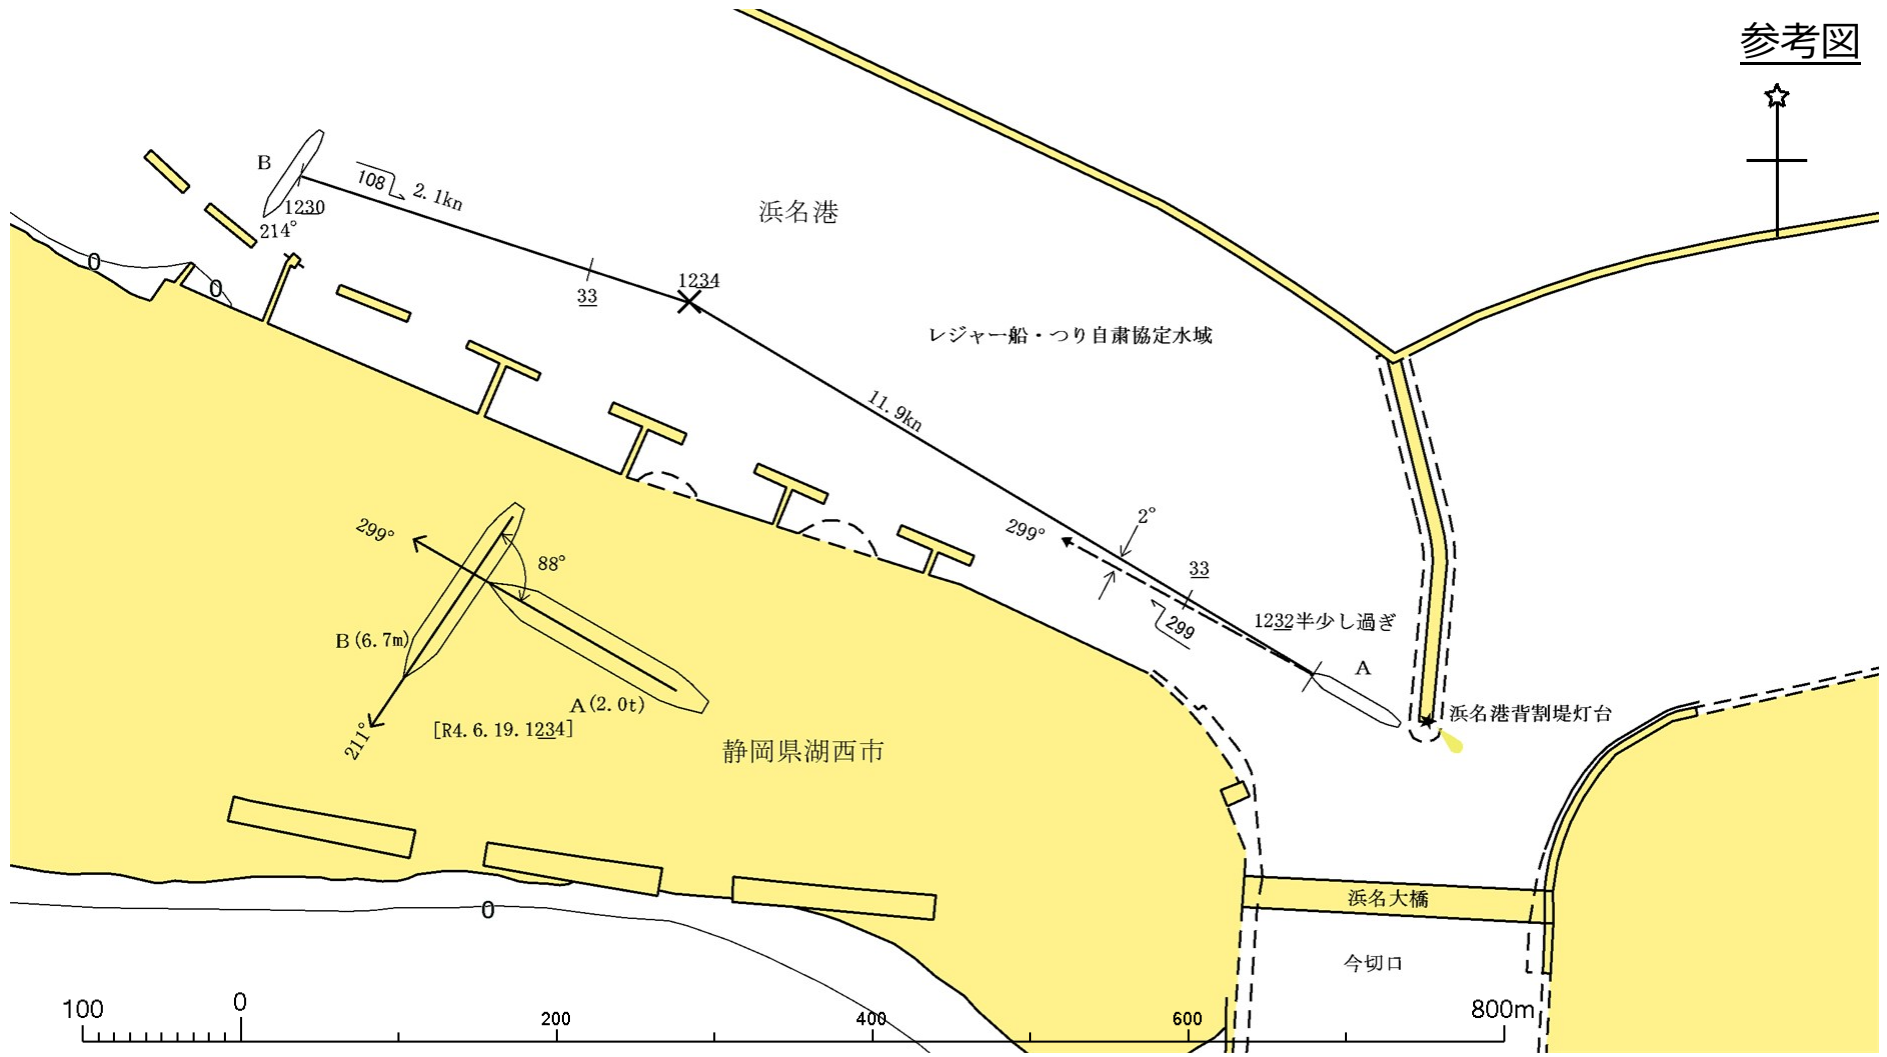 参考図
B
1230
214°
108
2.1kn
浜名港
0
0
33
1234
レジャー船・つり自粛協定水域
11.9kn
299°
2°
33
299
1232半少し過ぎ
A
浜名港背割堤灯台
299°
88°
B(6.7m)
A(2.0t)
211°
[R4.6.19.1234]
静岡県湖西市
浜名大橋
0
今切口
100 0 200 400 600 800m